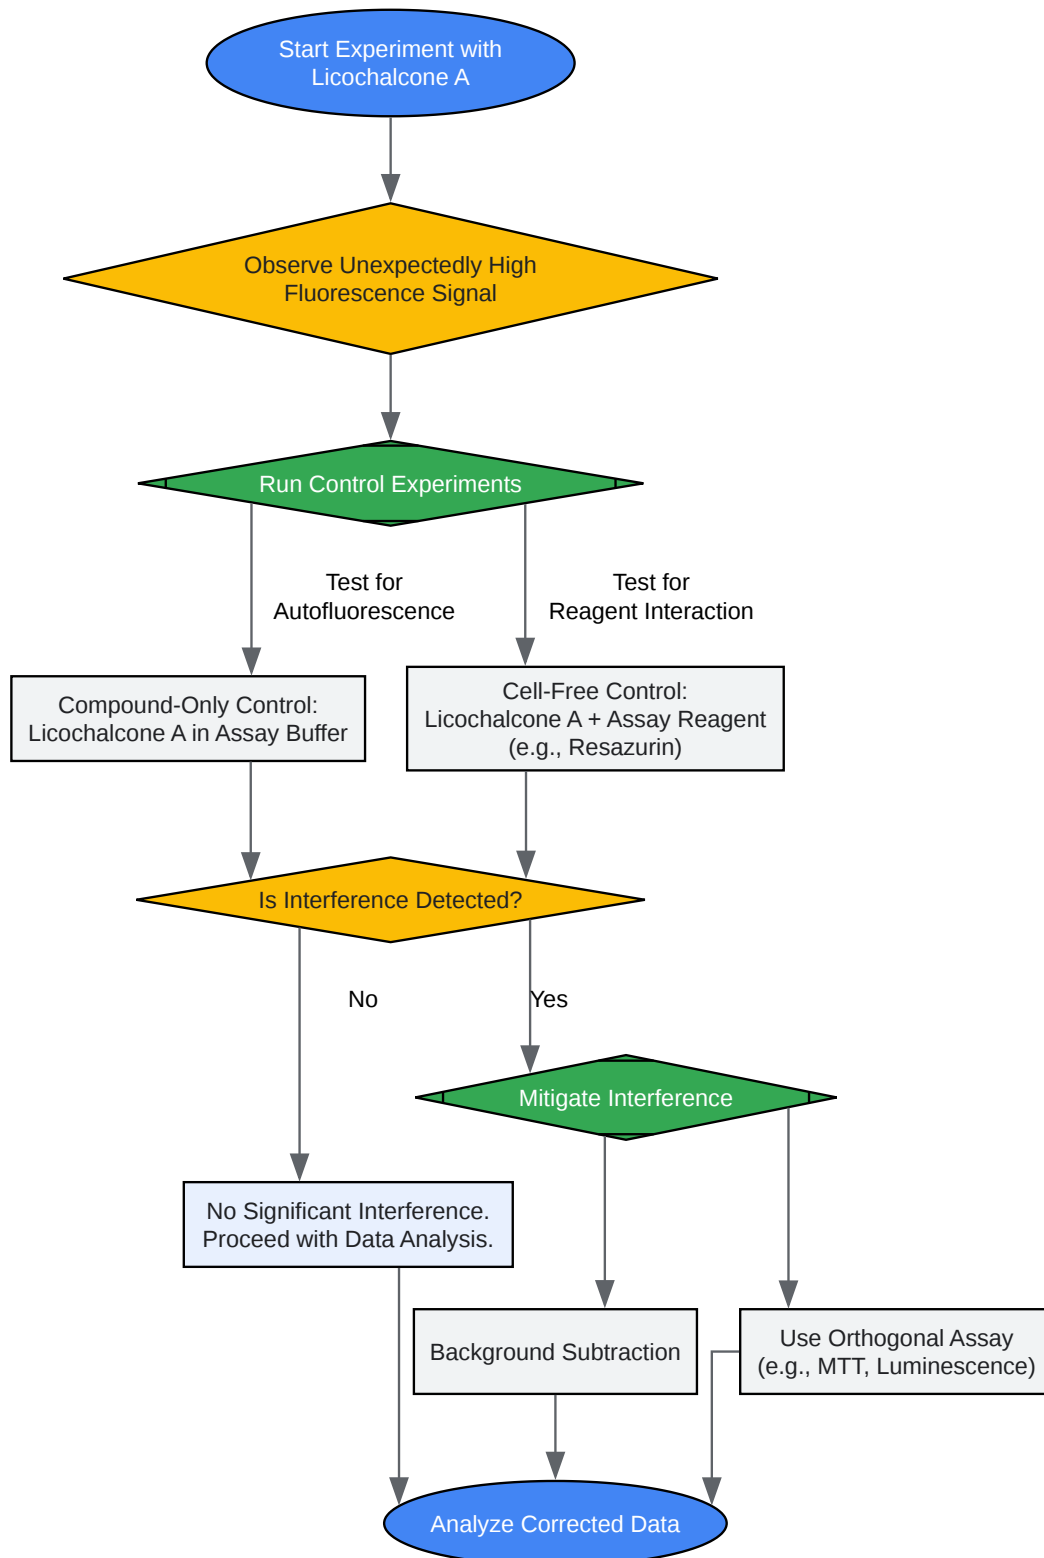 Start Experiment with
Licochalcone A
Observe Unexpectedly High
Fluorescence Signal
Run Control Experiments
Test for
Autofluorescence
Test for
Reagent Interaction
Compound-Only Control:
Licochalcone A in Assay Buffer
Cell-Free Control:
Licochalcone A + Assay Reagent
(e.g., Resazurin)
Is Interference Detected?
No
Yes
Mitigate Interference
No Significant Interference.
Proceed with Data Analysis.
Background Subtraction
Use Orthogonal Assay
(e.g., MTT, Luminescence)
Analyze Corrected Data